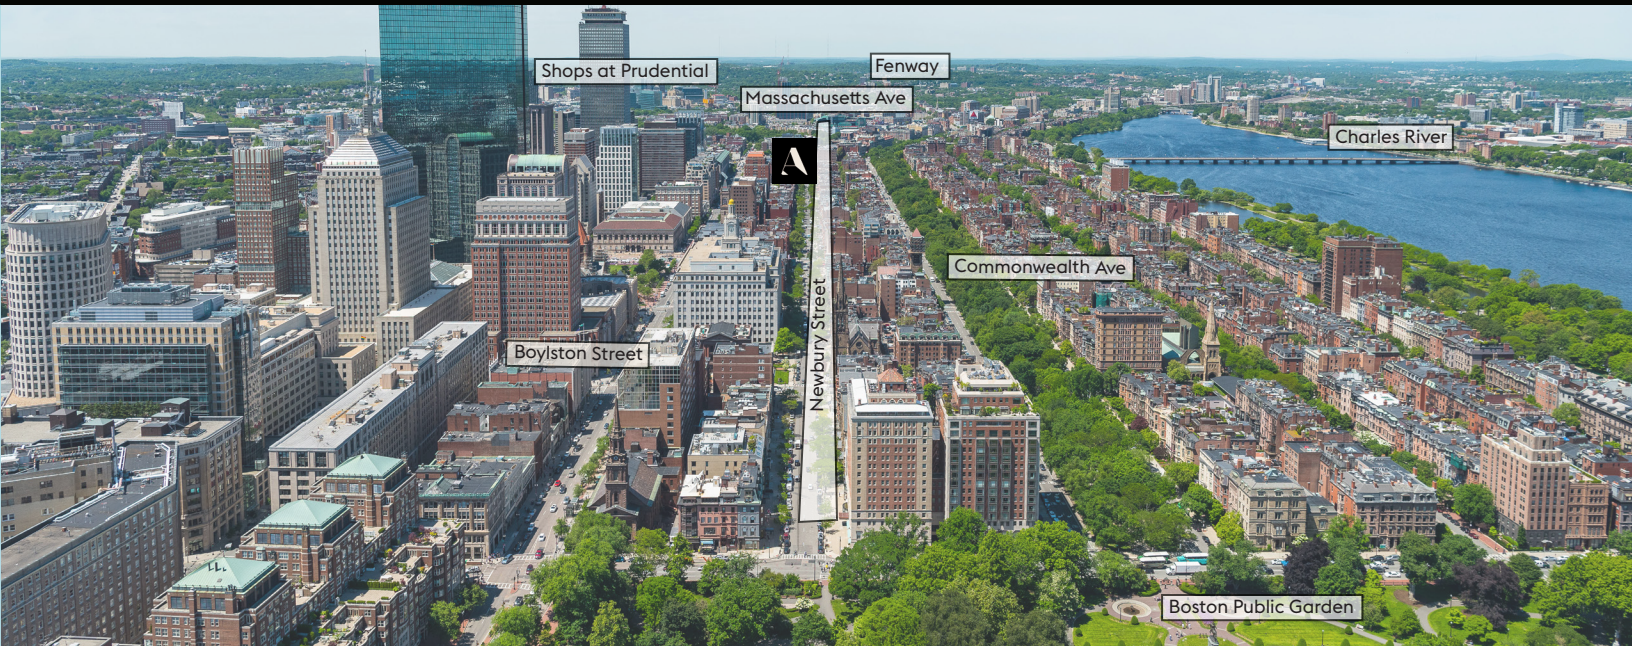 Shops at Prudential
Fenway
Massachusetts Ave
Charles River
A
Commonwealth Ave
Newbury Street
Boylston Street
Boston Public Garden